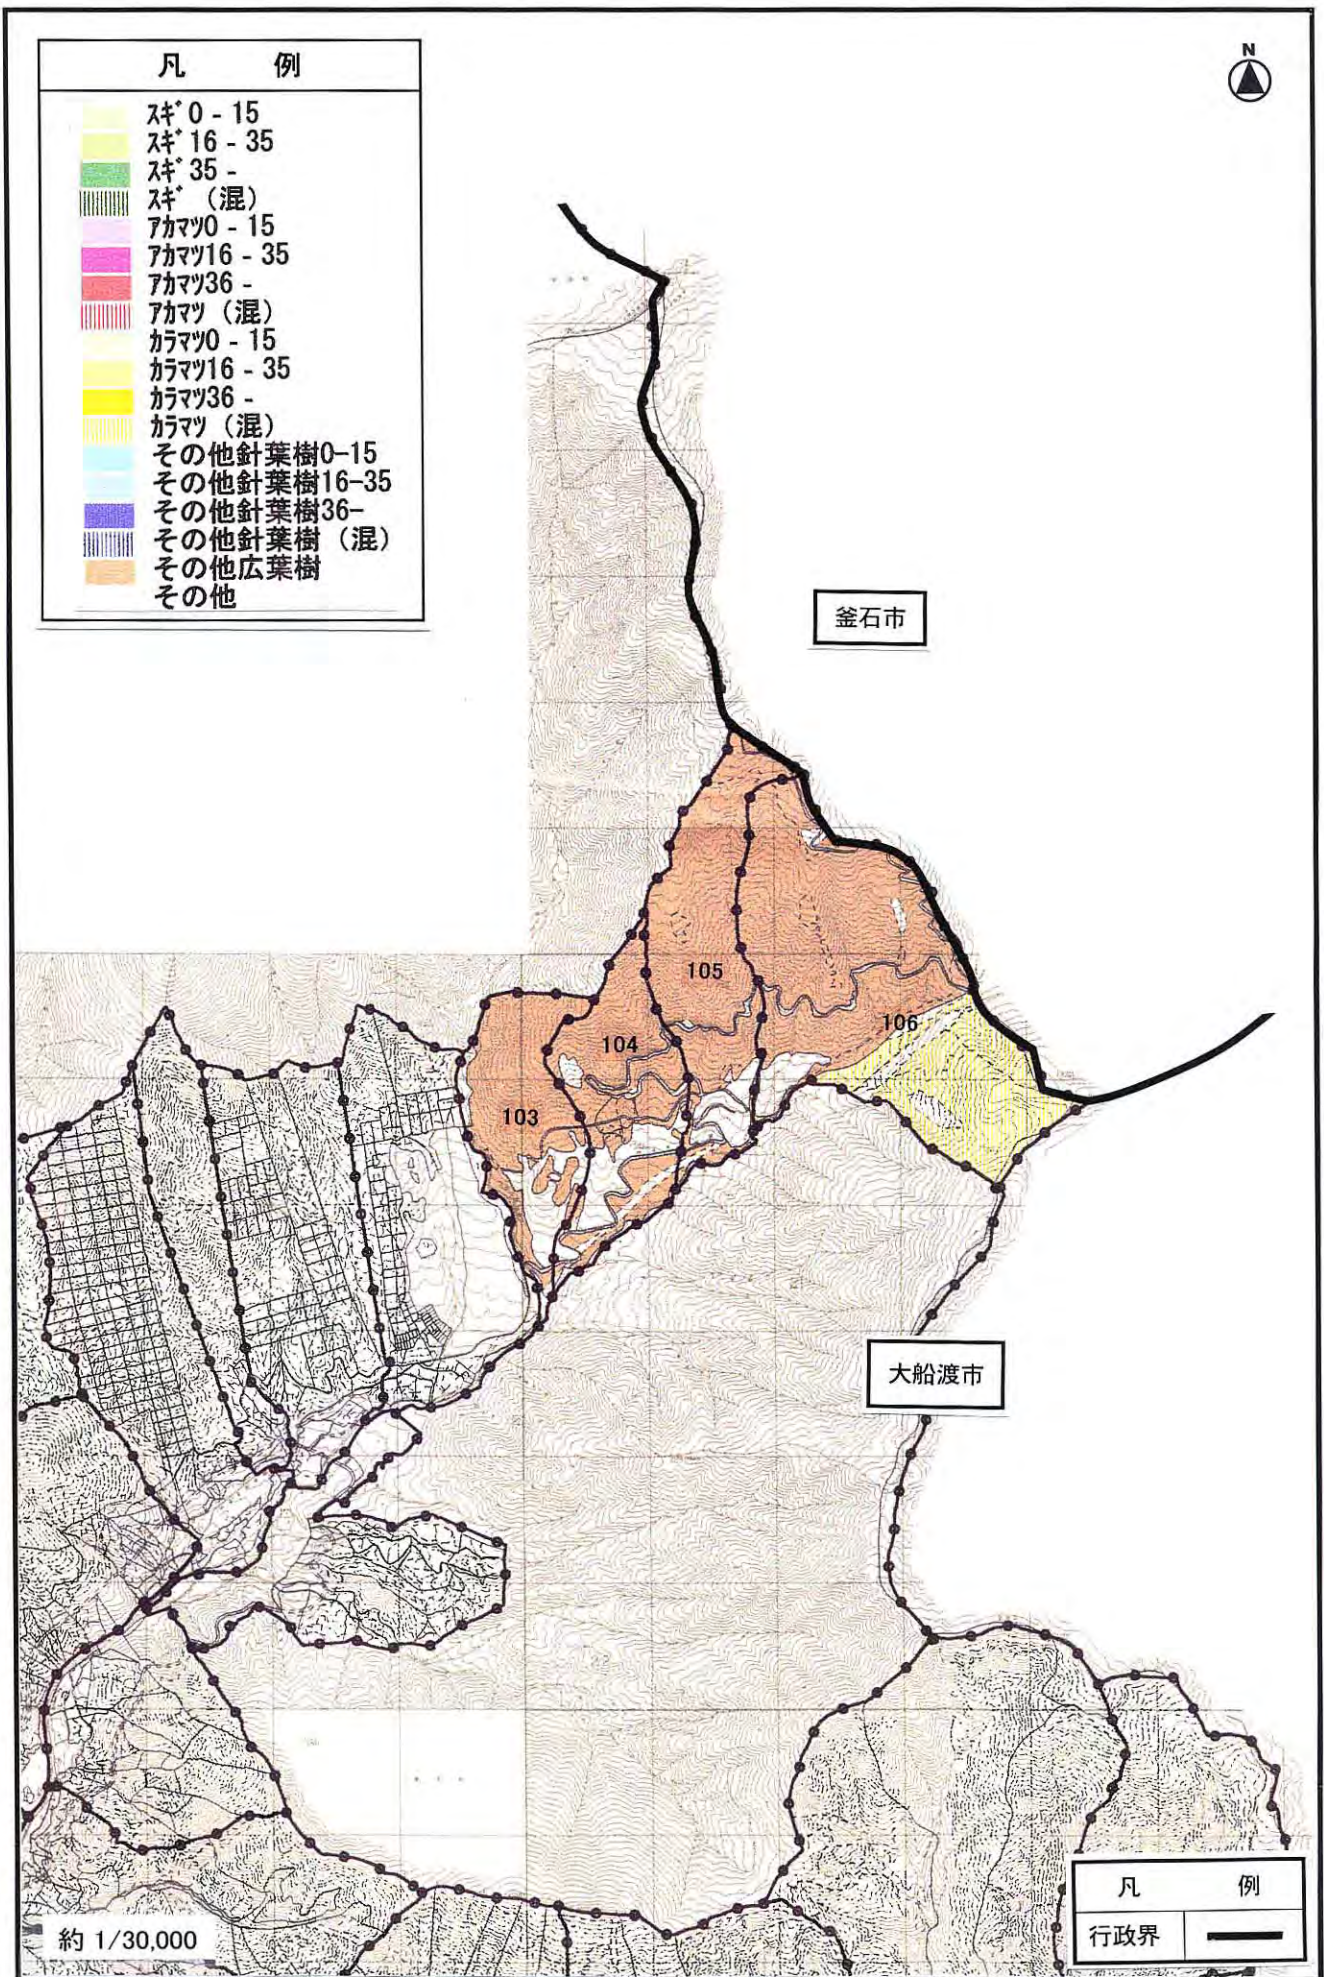 凡 例
スギ 0 - 15
スギ 16 - 35
スギ 35 -
スギ （混）
アカマツ0 - 15
アカマツ16 - 35
アカマツ36 -
アカマツ （混）
カラマツ0 - 15
カラマツ16 - 35
カラマツ36 -
カラマツ （混）
その他針葉樹0-15
その他針葉樹16-35
その他針葉樹36-
その他針葉樹 （混）
その他広葉樹
その他
N
釜石市
105
106
104
103
大船渡市
凡 例
行政界
約 1/30,000